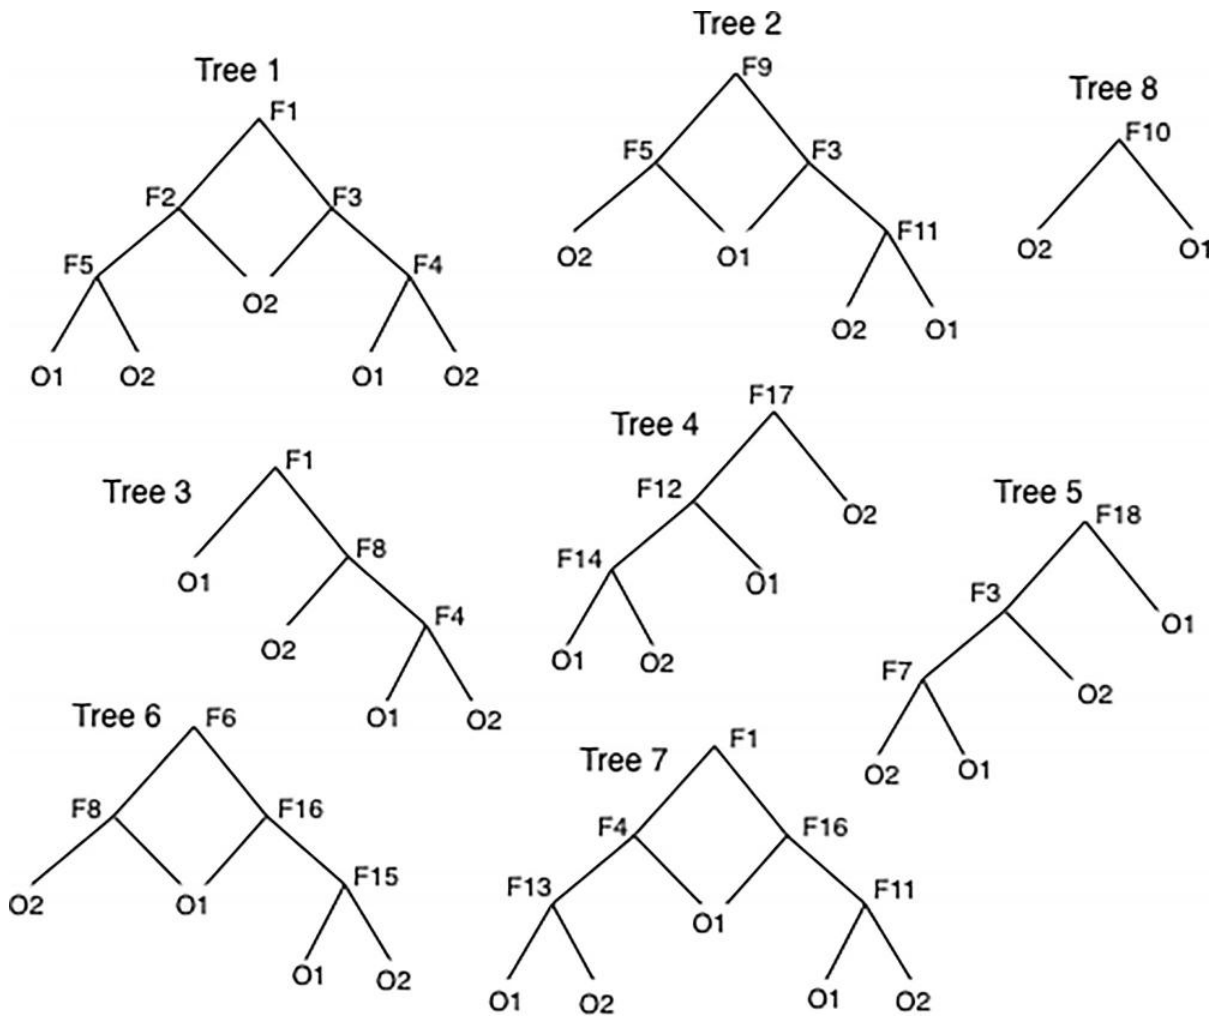 Tree 1
F1
F2 F3
F5 F4
O2
O1 O2 O1 O2
Tree 2
F9
F5 F3
O2 O1 F11
O2 O1
Tree 8
F10
O2 O1
Tree 3
F1
O1 F8
O2 F4
O1 O2
Tree 4
F17
F12 O2
F14 O1
O1 O2
Tree 5
F18
F3 O1
F7 O2
O2 O1
Tree 6
F6
F8 F16
O2 O1 F15
O1 O2
Tree 7
F1
F4 F16
F13 O1 F11
O1 O2 O1 O2